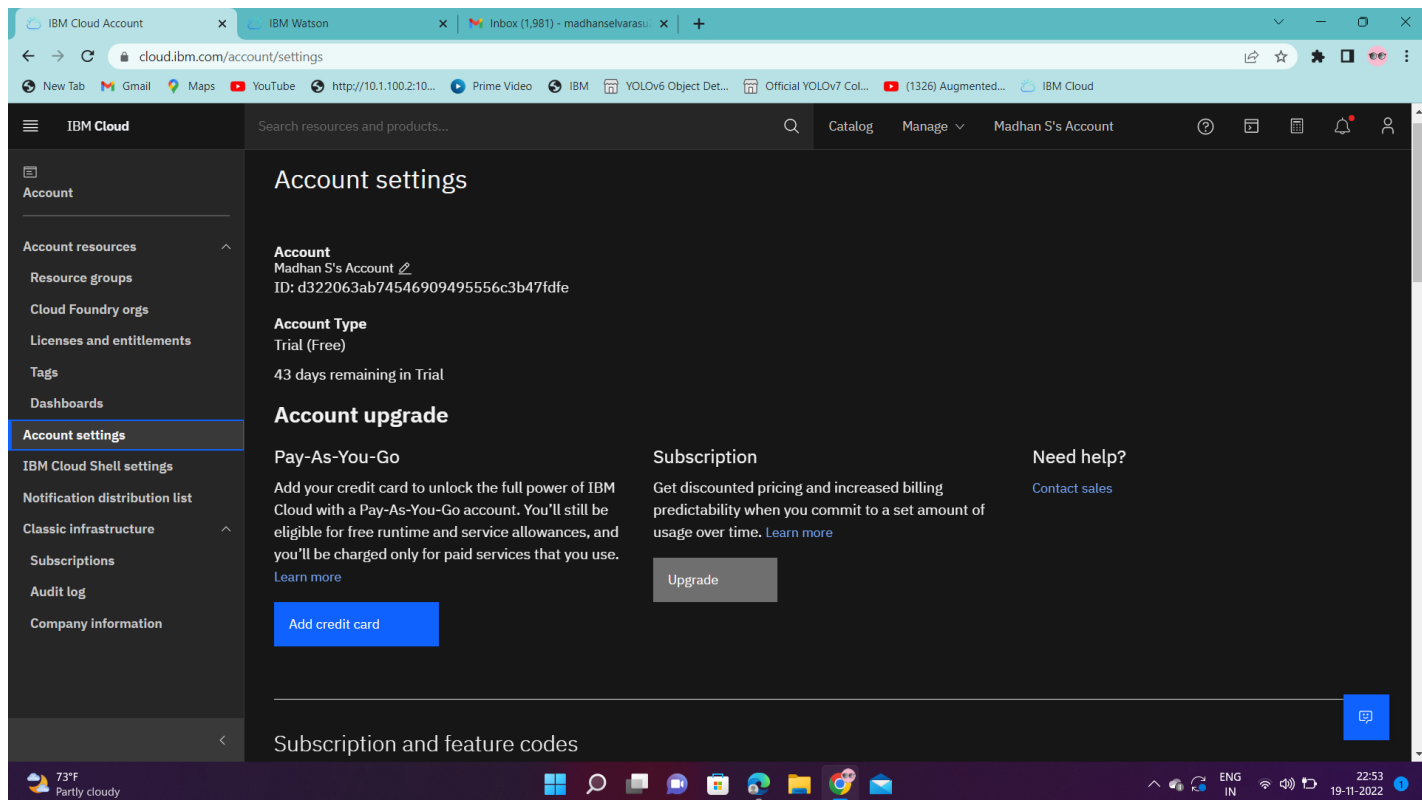 IBM Cloud Account
IBM Watson
Inbox (1,981) - madhanselvarasu
cloud.ibm.com/account/settings
New Tab
Gmail
Maps
YouTube
http://10.1.100.2:10...
Prime Video
IBM
YOLOv6 Object Det...
Official YOLOv7 Col...
(1326) Augmented...
IBM Cloud
IBM Cloud
Search resources and products...
Catalog
Manage
Madhan S's Account
Account
Account resources
Resource groups
Cloud Foundry orgs
Licenses and entitlements
Tags
Dashboards
Account settings
IBM Cloud Shell settings
Notification distribution list
Classic infrastructure
Subscriptions
Audit log
Company information
Account settings
Account
Madhan S's Account
ID: d322063ab74546909495556c3b47fdfe
Account Type
Trial (Free)
43 days remaining in Trial
Account upgrade
Pay-As-You-Go
Add your credit card to unlock the full power of IBM
Cloud with a Pay-As-You-Go account. You’ll still be
eligible for free runtime and service allowances, and
you’ll be charged only for paid services that you use.
Learn more
Add credit card
Subscription
Get discounted pricing and increased billing
predictability when you commit to a set amount of
usage over time. Learn more
Upgrade
Need help?
Contact sales
Subscription and feature codes
73°F
Partly cloudy
ENG
IN
22:53
19-11-2022
1